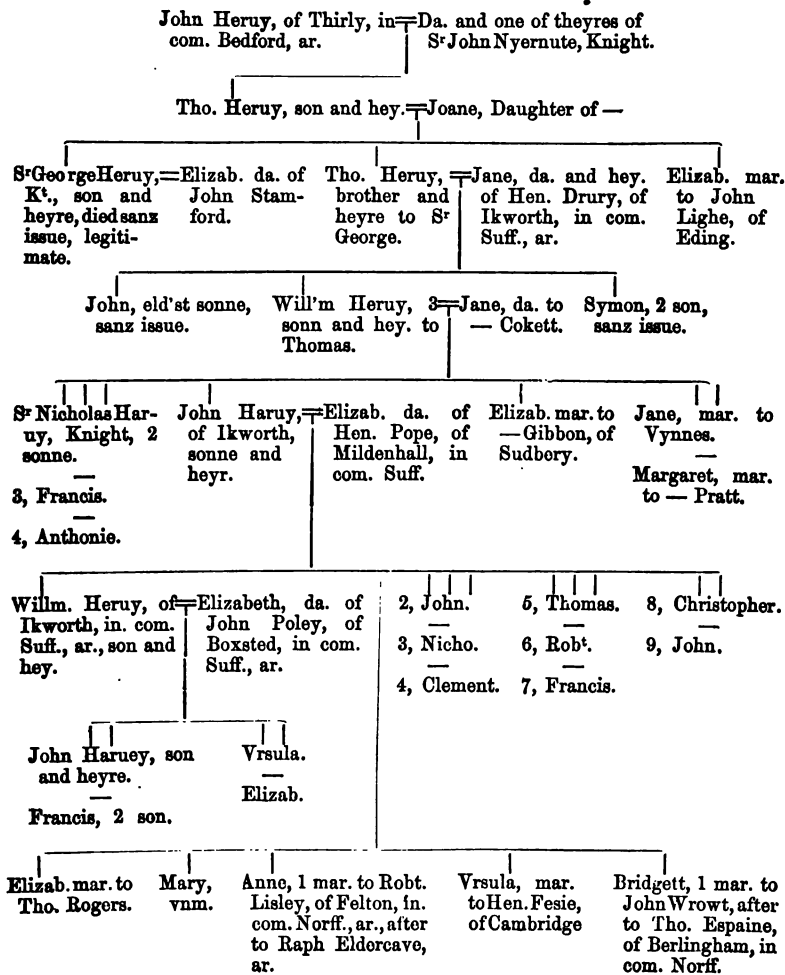 John Heruy, of Thirly, in
com. Bedford, ar.
Da. and one of theyres of
Sr John Nyernute, Knight.
Tho. Heruy, son and hey.
Joane, Daughter of —
Sr George Heruy,
Kt., son and
heyre, died sanz
issue, legiti-
mate.
Elizab. da. of
John Stam-
ford.
Tho. Heruy,
brother and
heyre to Sr
George.
Jane, da. and hey.
of Hen. Drury, of
Ikworth, in com.
Suff., ar.
Elizab. mar.
to John
Lighe, of
Eding.
John, eld'st sonne,
sanz issue.
Will'm Heruy, 3
sonn and hey. to
Thomas.
Jane, da. to
— Cokett.
Symon, 2 son,
sanz issue.
Sr Nicholas Har-
uy, Knight, 2
sonne.
—
3, Francis.
—
4, Anthonie.
John Haruy,
of Ikworth,
sonne and
heyr.
Elizab. da. of
Hen. Pope, of
Mildenhall, in
com. Suff.
Elizab. mar. to
— Gibbon, of
Sudbery.
Jane, mar. to
Vynnes.
—
Margaret, mar.
to — Pratt.
Willm. Heruy, of
Ikworth, in. com.
Suff., ar., son and
hey.
Elizabeth, da. of
John Poley, of
Boxsted, in com.
Suff., ar.
2, John.
—
3, Nicho.
—
4, Clement.
5, Thomas.
—
6, Robt.
—
7, Francis.
8, Christopher.
—
9, John.
John Haruey, son
and heyre.
—
Francis, 2 son.
Vrsula.
—
Elizab.
Elizab. mar. to
Tho. Rogers.
Mary,
vnm.
Anne, 1 mar. to Robt.
Lisley, of Felton, in.
com. Norff., ar., after
to Raph Eldercave,
ar.
Vrsula, mar.
to Hen. Fesie,
of Cambridge
Bridgett, 1 mar. to
John Wrowt, after
to Tho. Espaine,
of Berlingham, in
com. Norff.